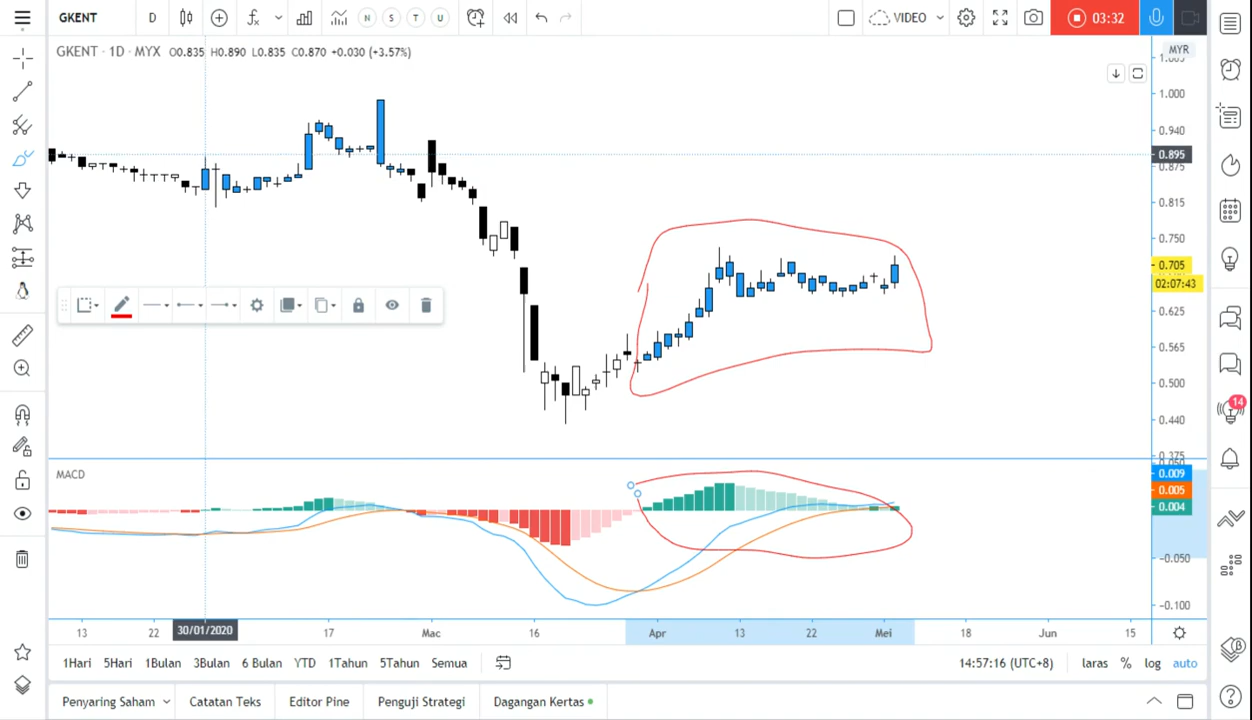 GKENT D N S T U VIDEO 03:32
GKENT · 1D · MYX O0.835 H0.890 L0.835 C0.870 +0.030 (+3.57%)
MYR
1.000
0.940
0.895
0.875
0.815
0.750
0.705
02:07:43
0.625
0.565
0.500
0.440
0.375
14
MACD
0.009
0.005
0.004
-0.050
-0.100
13 22 30/01/2020 17 Mac 16 Apr 13 22 Mei 18 Jun 15
1Hari 5Hari 1Bulan 3Bulan 6 Bulan YTD 1Tahun 5Tahun Semua 14:57:16 (UTC+8) laras % log auto
Penyaring Saham Catatan Teks Editor Pine Penguji Strategi Dagangan Kertas